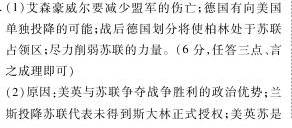 (1)艾森豪威尔要减少盟军的伤亡;德国有向美国
单独投降的可能;战后德国划分将使柏林处于苏联
占领区;尽力削弱苏联的力量。(6 分,任答三点、言
之成理即可)
(2)原因:美英与苏联争夺战争胜利的政治优势;兰
斯投降苏联代表未得到斯大林正式授权;美英苏是